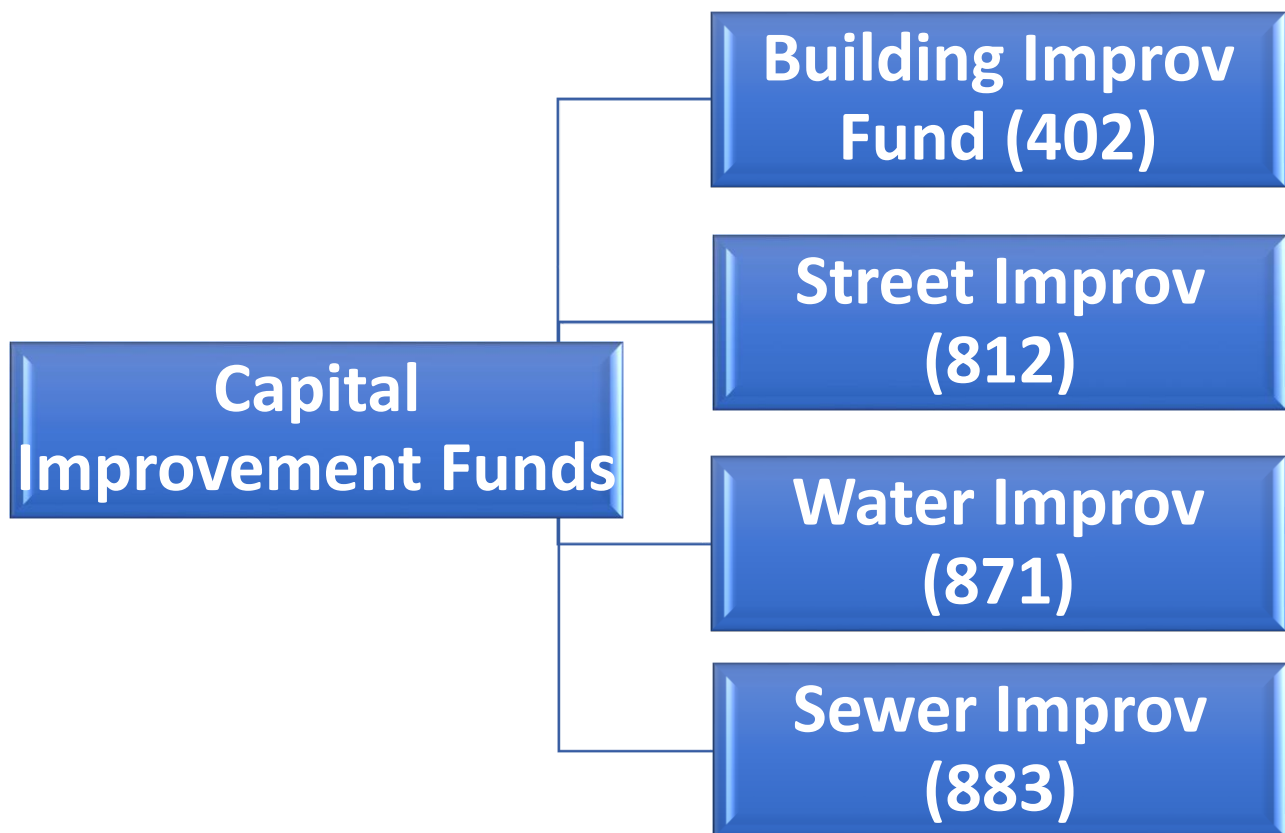 Building Improv
Fund (402)
Street Improv
(812)
Capital
Improvement Funds
Water Improv
(871)
Sewer Improv
(883)